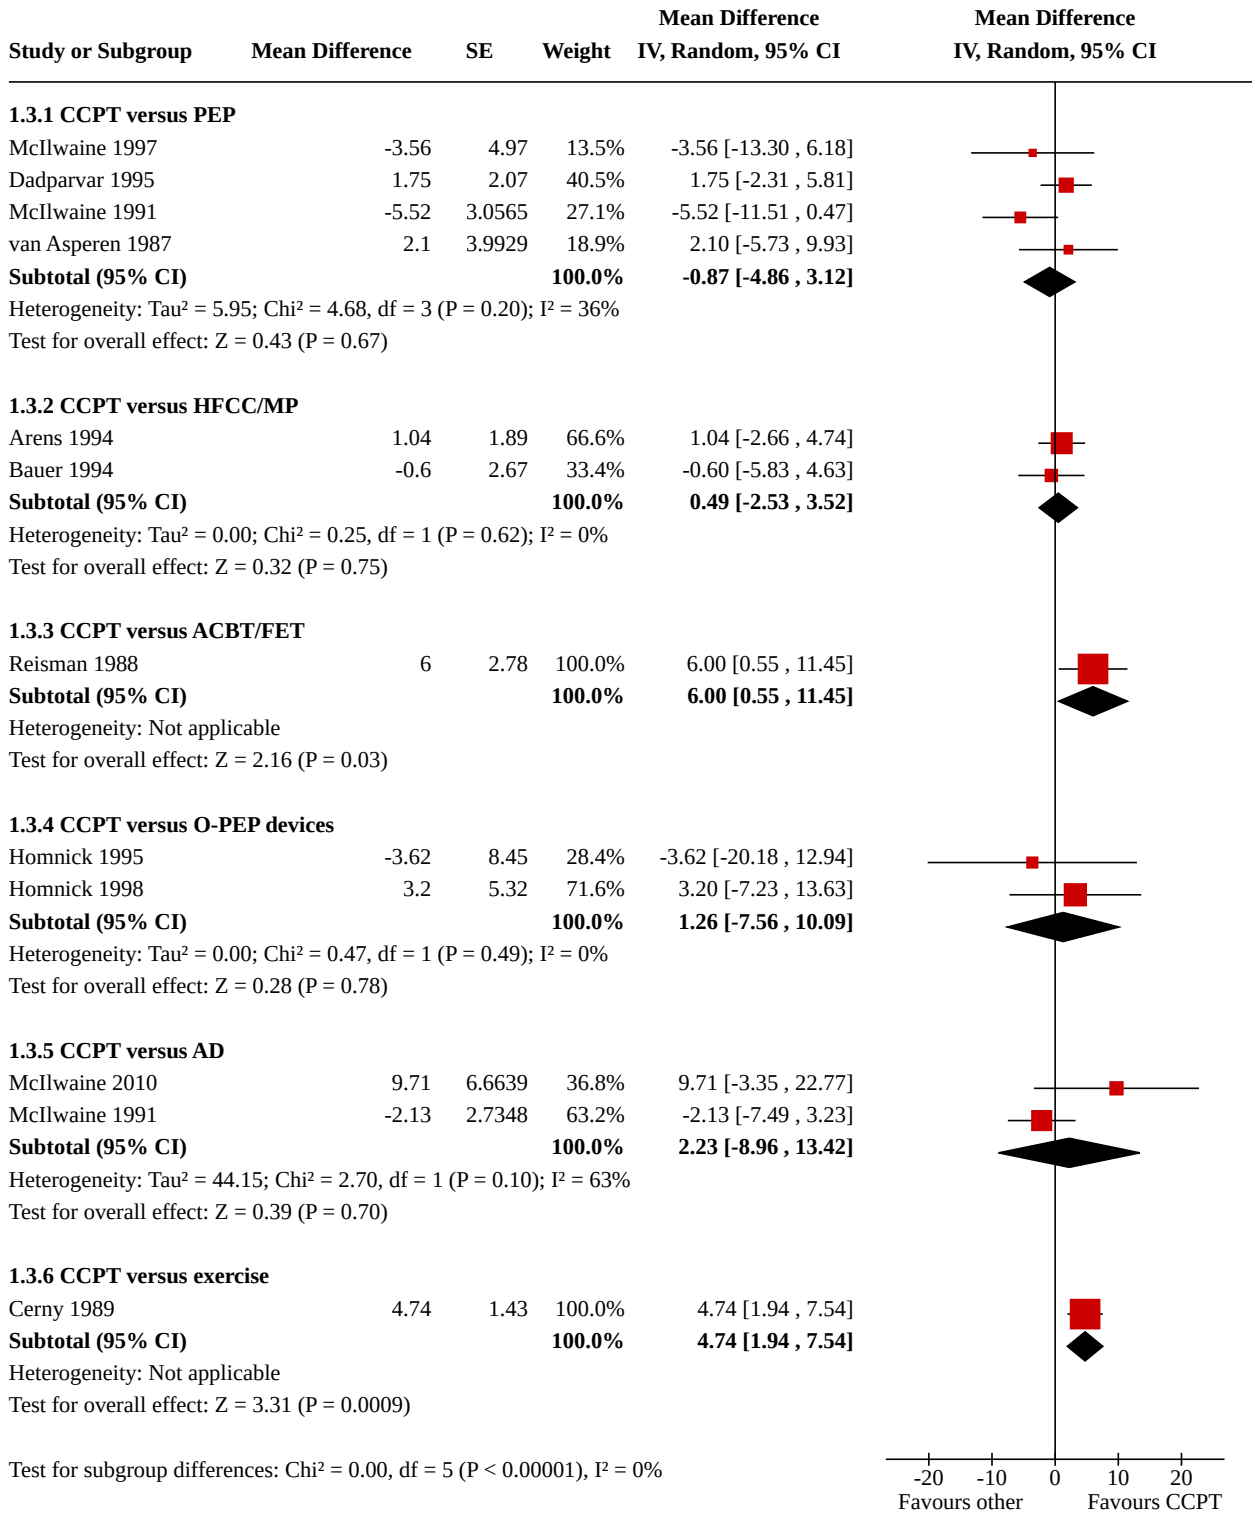 Mean Difference Mean Difference
Study or Subgroup Mean Difference SE Weight IV, Random, 95% CI IV, Random, 95% CI
1.3.1 CCPT versus PEP
McIlwaine 1997 -3.56 4.97 13.5% -3.56 [-13.30 , 6.18]
Dadparvar 1995 1.75 2.07 40.5% 1.75 [-2.31 , 5.81]
McIlwaine 1991 -5.52 3.0565 27.1% -5.52 [-11.51 , 0.47]
van Asperen 1987 2.1 3.9929 18.9% 2.10 [-5.73 , 9.93]
Subtotal (95% CI) 100.0% -0.87 [-4.86 , 3.12]
Heterogeneity: Tau² = 5.95; Chi² = 4.68, df = 3 (P = 0.20); I² = 36%
Test for overall effect: Z = 0.43 (P = 0.67)
1.3.2 CCPT versus HFCC/MP
Arens 1994 1.04 1.89 66.6% 1.04 [-2.66 , 4.74]
Bauer 1994 -0.6 2.67 33.4% -0.60 [-5.83 , 4.63]
Subtotal (95% CI) 100.0% 0.49 [-2.53 , 3.52]
Heterogeneity: Tau² = 0.00; Chi² = 0.25, df = 1 (P = 0.62); I² = 0%
Test for overall effect: Z = 0.32 (P = 0.75)
1.3.3 CCPT versus ACBT/FET
Reisman 1988 6 2.78 100.0% 6.00 [0.55 , 11.45]
Subtotal (95% CI) 100.0% 6.00 [0.55 , 11.45]
Heterogeneity: Not applicable
Test for overall effect: Z = 2.16 (P = 0.03)
1.3.4 CCPT versus O-PEP devices
Homnick 1995 -3.62 8.45 28.4% -3.62 [-20.18 , 12.94]
Homnick 1998 3.2 5.32 71.6% 3.20 [-7.23 , 13.63]
Subtotal (95% CI) 100.0% 1.26 [-7.56 , 10.09]
Heterogeneity: Tau² = 0.00; Chi² = 0.47, df = 1 (P = 0.49); I² = 0%
Test for overall effect: Z = 0.28 (P = 0.78)
1.3.5 CCPT versus AD
McIlwaine 2010 9.71 6.6639 36.8% 9.71 [-3.35 , 22.77]
McIlwaine 1991 -2.13 2.7348 63.2% -2.13 [-7.49 , 3.23]
Subtotal (95% CI) 100.0% 2.23 [-8.96 , 13.42]
Heterogeneity: Tau² = 44.15; Chi² = 2.70, df = 1 (P = 0.10); I² = 63%
Test for overall effect: Z = 0.39 (P = 0.70)
1.3.6 CCPT versus exercise
Cerny 1989 4.74 1.43 100.0% 4.74 [1.94 , 7.54]
Subtotal (95% CI) 100.0% 4.74 [1.94 , 7.54]
Heterogeneity: Not applicable
Test for overall effect: Z = 3.31 (P = 0.0009)
Test for subgroup differences: Chi² = 0.00, df = 5 (P < 0.00001), I² = 0%
-20 -10 0 10 20
Favours other Favours CCPT